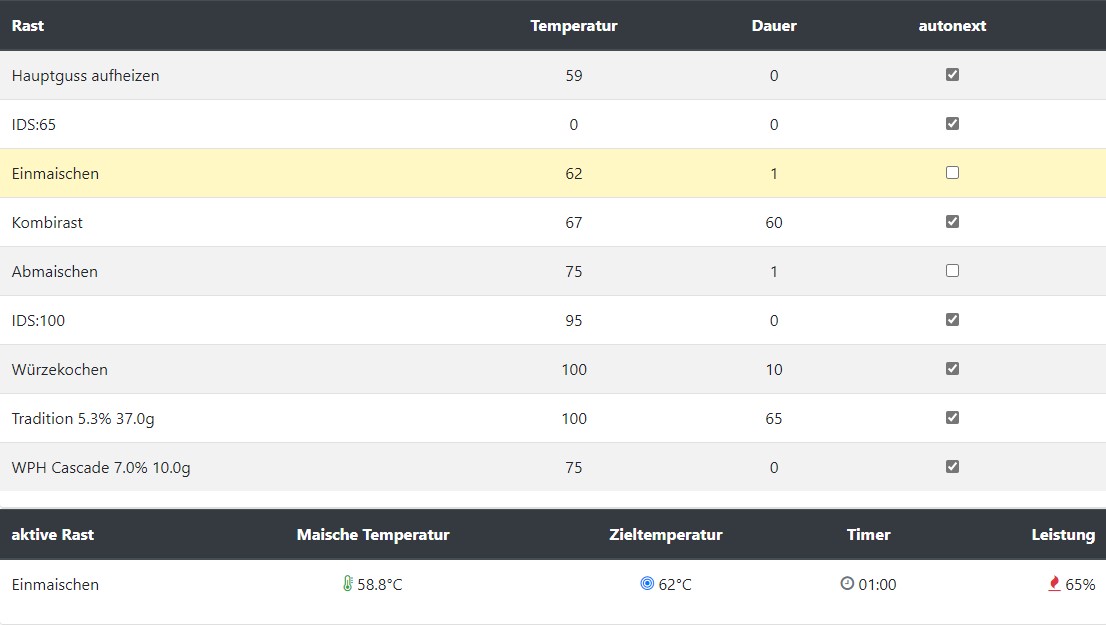 Rast Temperatur Dauer autonext
Hauptguss aufheizen 59 0
IDS:65 0 0
Einmaischen 62 1
Kombirast 67 60
Abmaischen 75 1
IDS:100 95 0
Würzekochen 100 10
Tradition 5.3% 37.0g 100 65
WPH Cascade 7.0% 10.0g 75 0
aktive Rast Maische Temperatur Zieltemperatur Timer Leistung
Einmaischen 58.8°C 62°C 01:00 65%